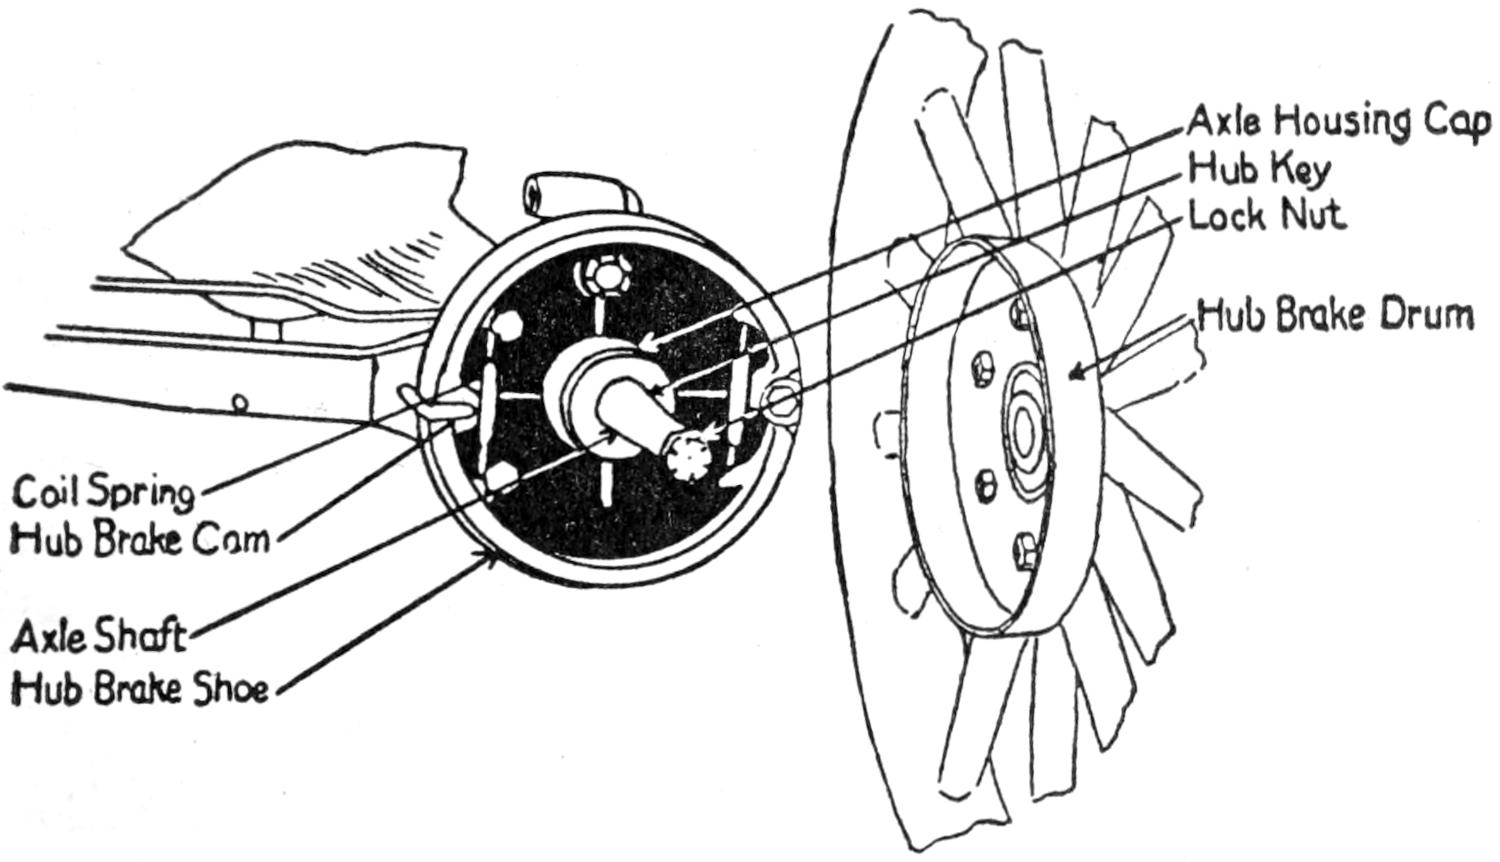 Axle Housing Cap
Hub Key
Lock Nut
Hub Brake Drum
Coil Spring
Hub Brake Cam
Axle Shaft
Hub Brake Shoe